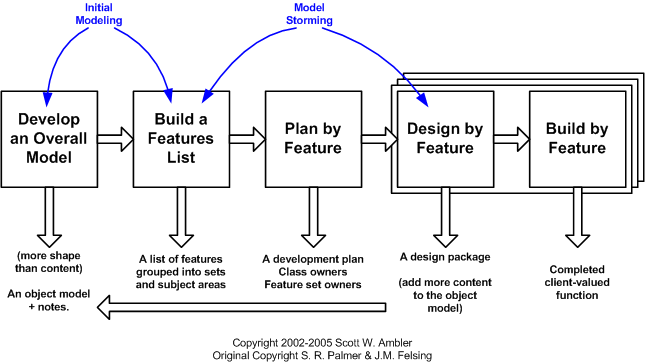 Initial
Modeling
Model
Storming
Develop
an Overall
Model
Build a
Features
List
Plan by
Feature
Design by
Feature
Build by
Feature
(more shape
than content)
An object model
+ notes.
A list of features
grouped into sets
and subject areas
A development plan
Class owners
Feature set owners
A design package
(add more content
to the object
model)
Completed
client-valued
function
Copyright 2002-2005 Scott W. Ambler
Original Copyright S. R. Palmer & J.M. Felsing